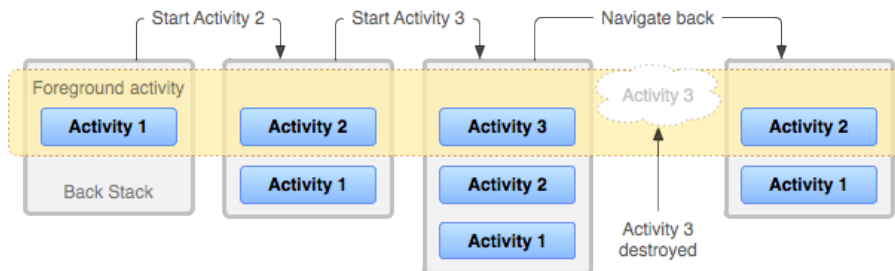 Start Activity 2
Start Activity 3
Navigate back
Foreground activity
Activity 1
Back Stack
Activity 2
Activity 1
Activity 3
Activity 2
Activity 1
Activity 3
Activity 3
destroyed
Activity 2
Activity 1